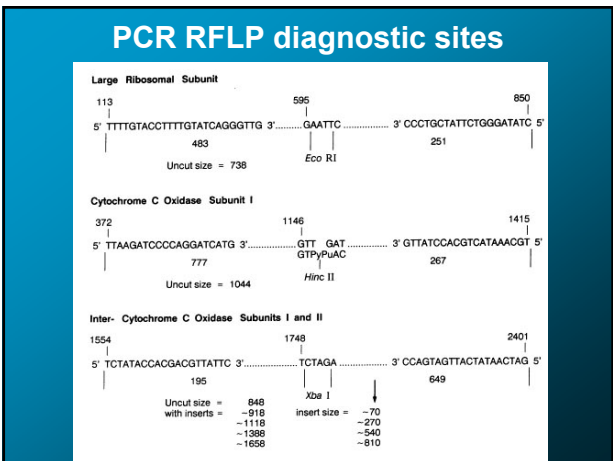 PCR RFLP diagnostic sites
Large Ribosomal Subunit
113 595 850
5' TTTTGTACCTTTTGTATCAGGGTTG 3'.........GAATTC................ 3' CCCTGCTATTCTGGGATATC 5'
483 251
Eco RI
Uncut size = 738
Cytochrome C Oxidase Subunit I
372 1146 1415
5' TTAAGATCCCCAGGATCATG 3'..................GTT GAT.............. 3' GTTATCCACGTCATAAACGT 5'
GTPyPuAC
777 267
Hinc II
Uncut size = 1044
Inter- Cytochrome C Oxidase Subunits I and II
1554 1748 2401
5' TCTATACCACGACGTTATTC 3'..................TCTAGA................ 3' CCAGTAGTTACTATAACTAG 5'
195 649
Xba I
Uncut size = 848
with inserts = ~918 insert size = ~70
~1118 ~270
~1388 ~540
~1658 ~810